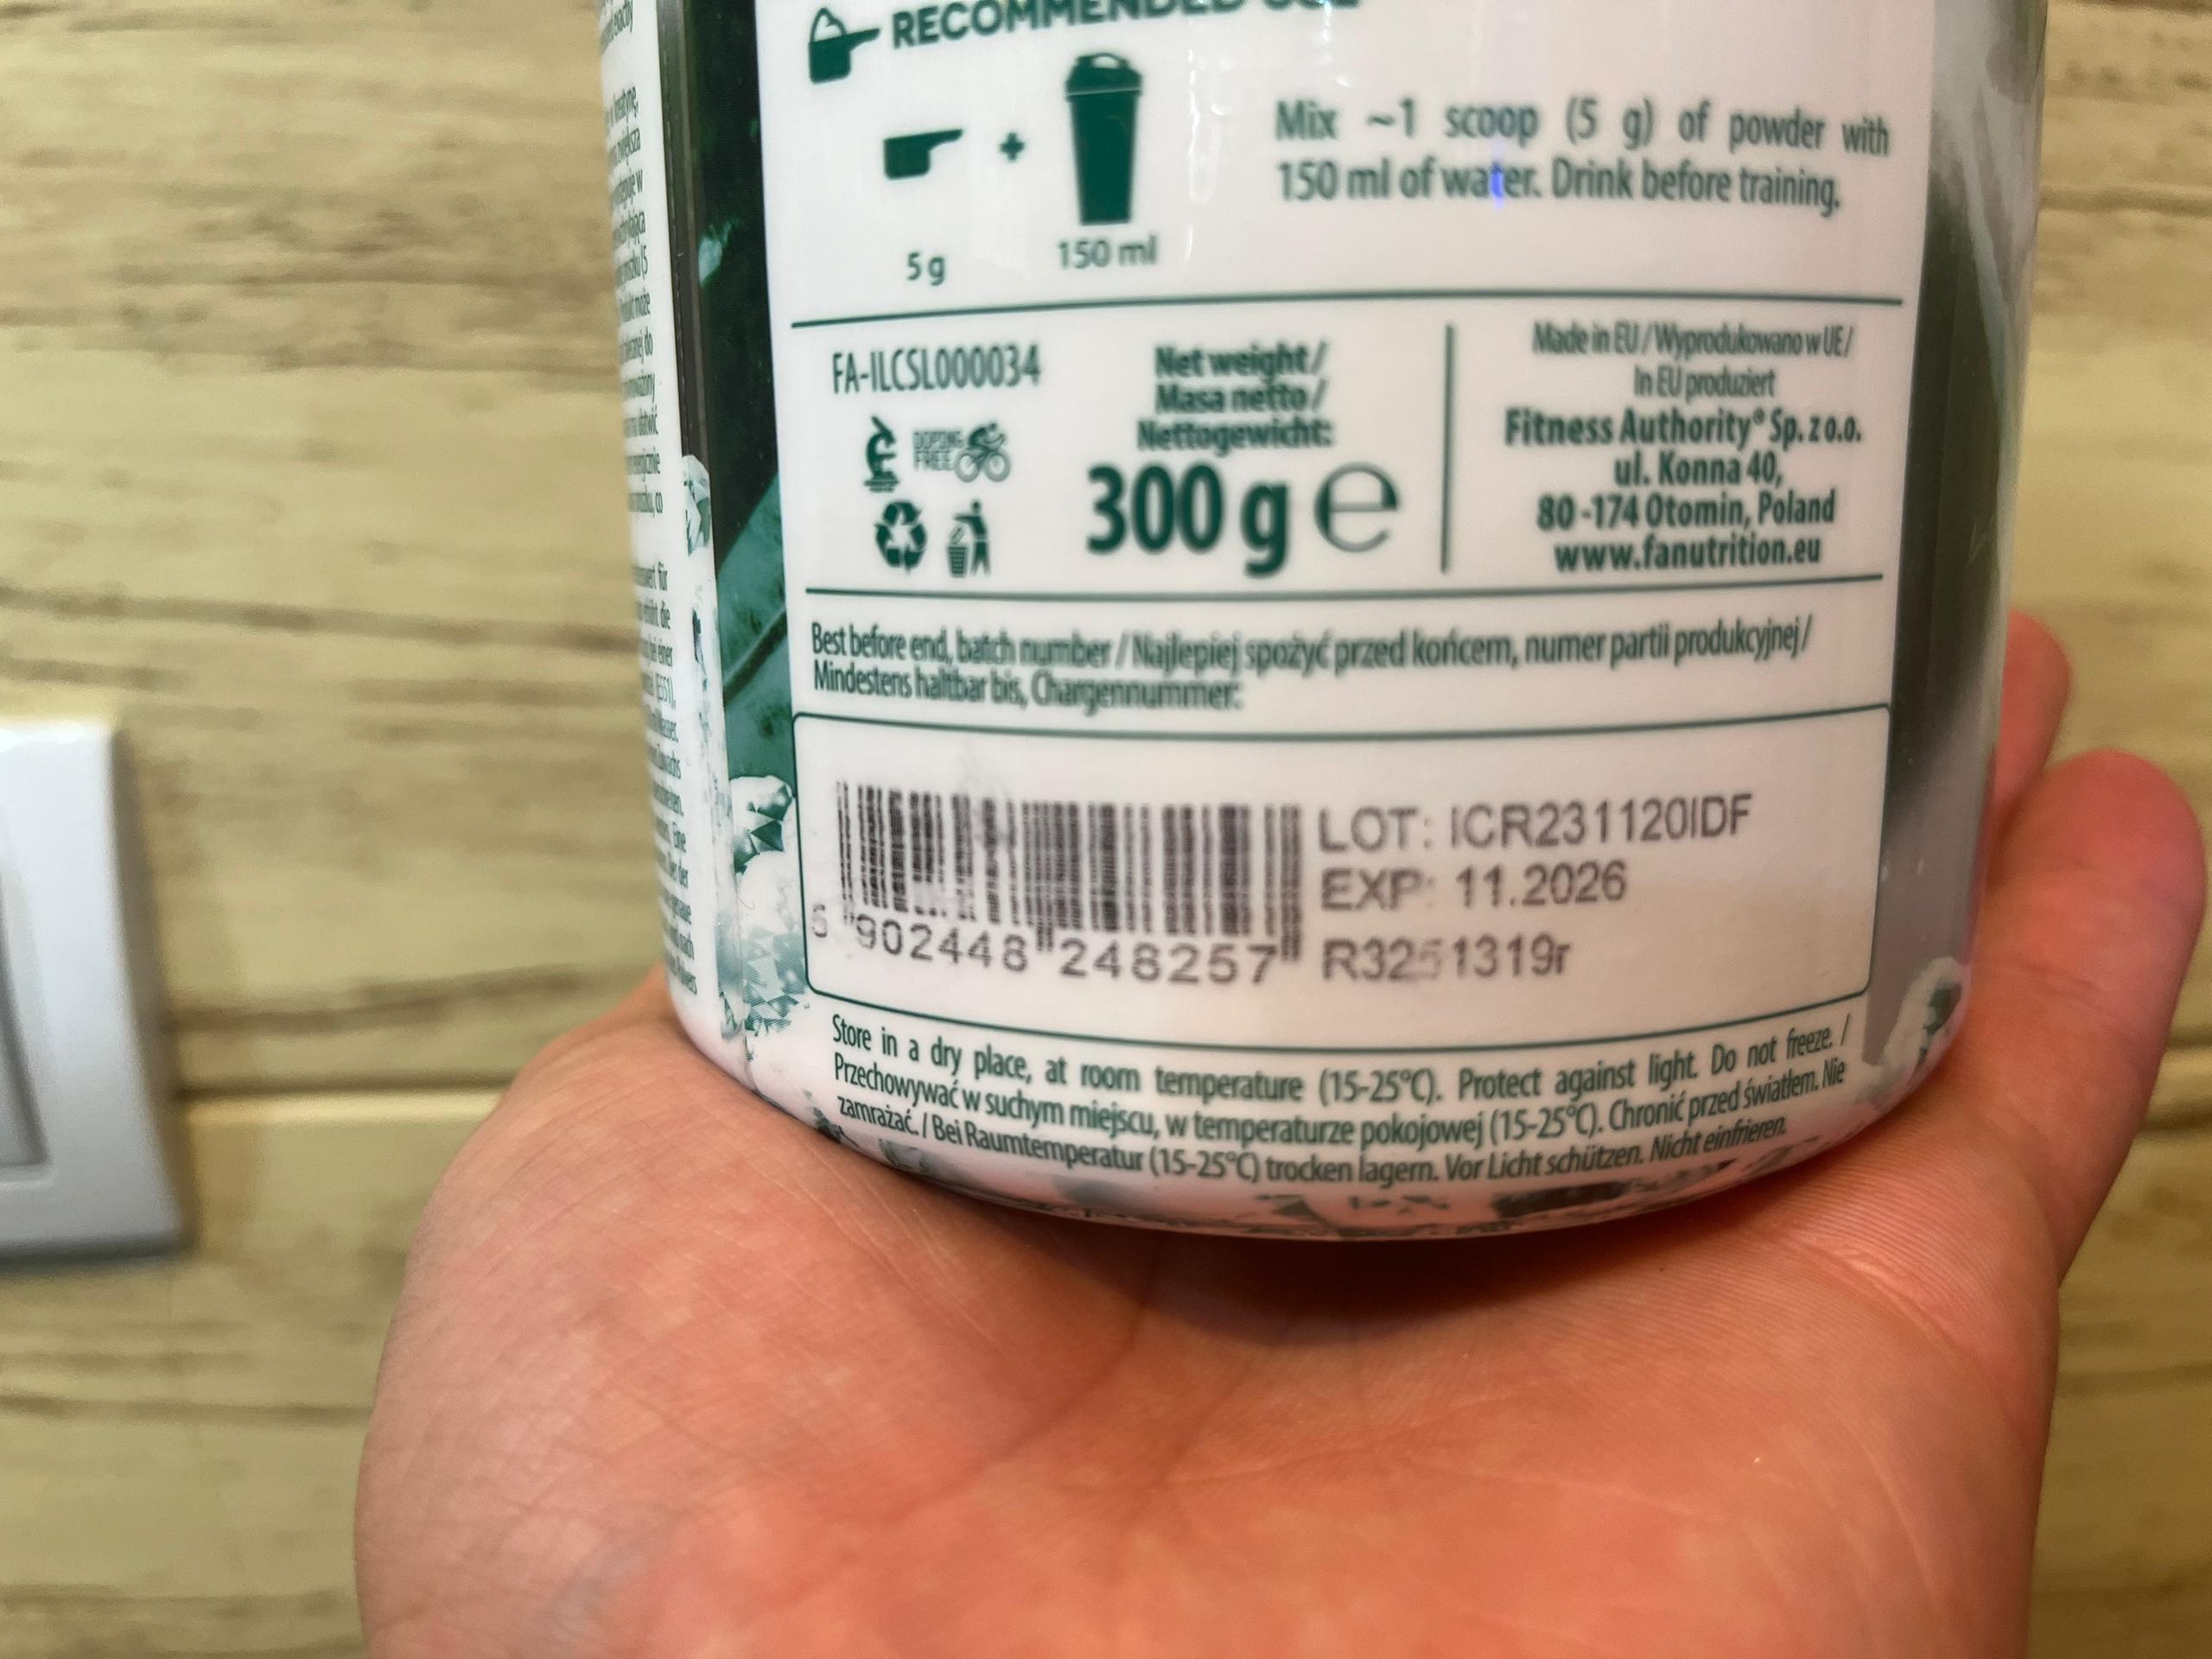 RECOMMENDED USE
5 g
+
150 ml
Mix ~1 scoop (5 g) of powder with
150 ml of water. Drink before training.
FA-ILCSL000034
DOPING
FREE
Net weight /
Masa netto /
Nettogewicht:
300 g e
Made in EU / Wyprodukowano w UE /
In EU produziert
Fitness Authority® Sp. z o.o.
ul. Konna 40,
80 -174 Otomin, Poland
www.fanutrition.eu
Best before end, batch number / Najlepiej spożyć przed końcem, numer partii produkcyjnej /
Mindestens haltbar bis, Chargennummer:
5 902448 248257
LOT: ICR231120IDF
EXP: 11.2026
R3251319r
Store in a dry place, at room temperature (15-25°C). Protect against light. Do not freeze. /
Przechowywać w suchym miejscu, w temperaturze pokojowej (15-25°C). Chronić przed światłem. Nie
zamrażać. / Bei Raumtemperatur (15-25°C) trocken lagern. Vor Licht schützen. Nicht einfrieren.